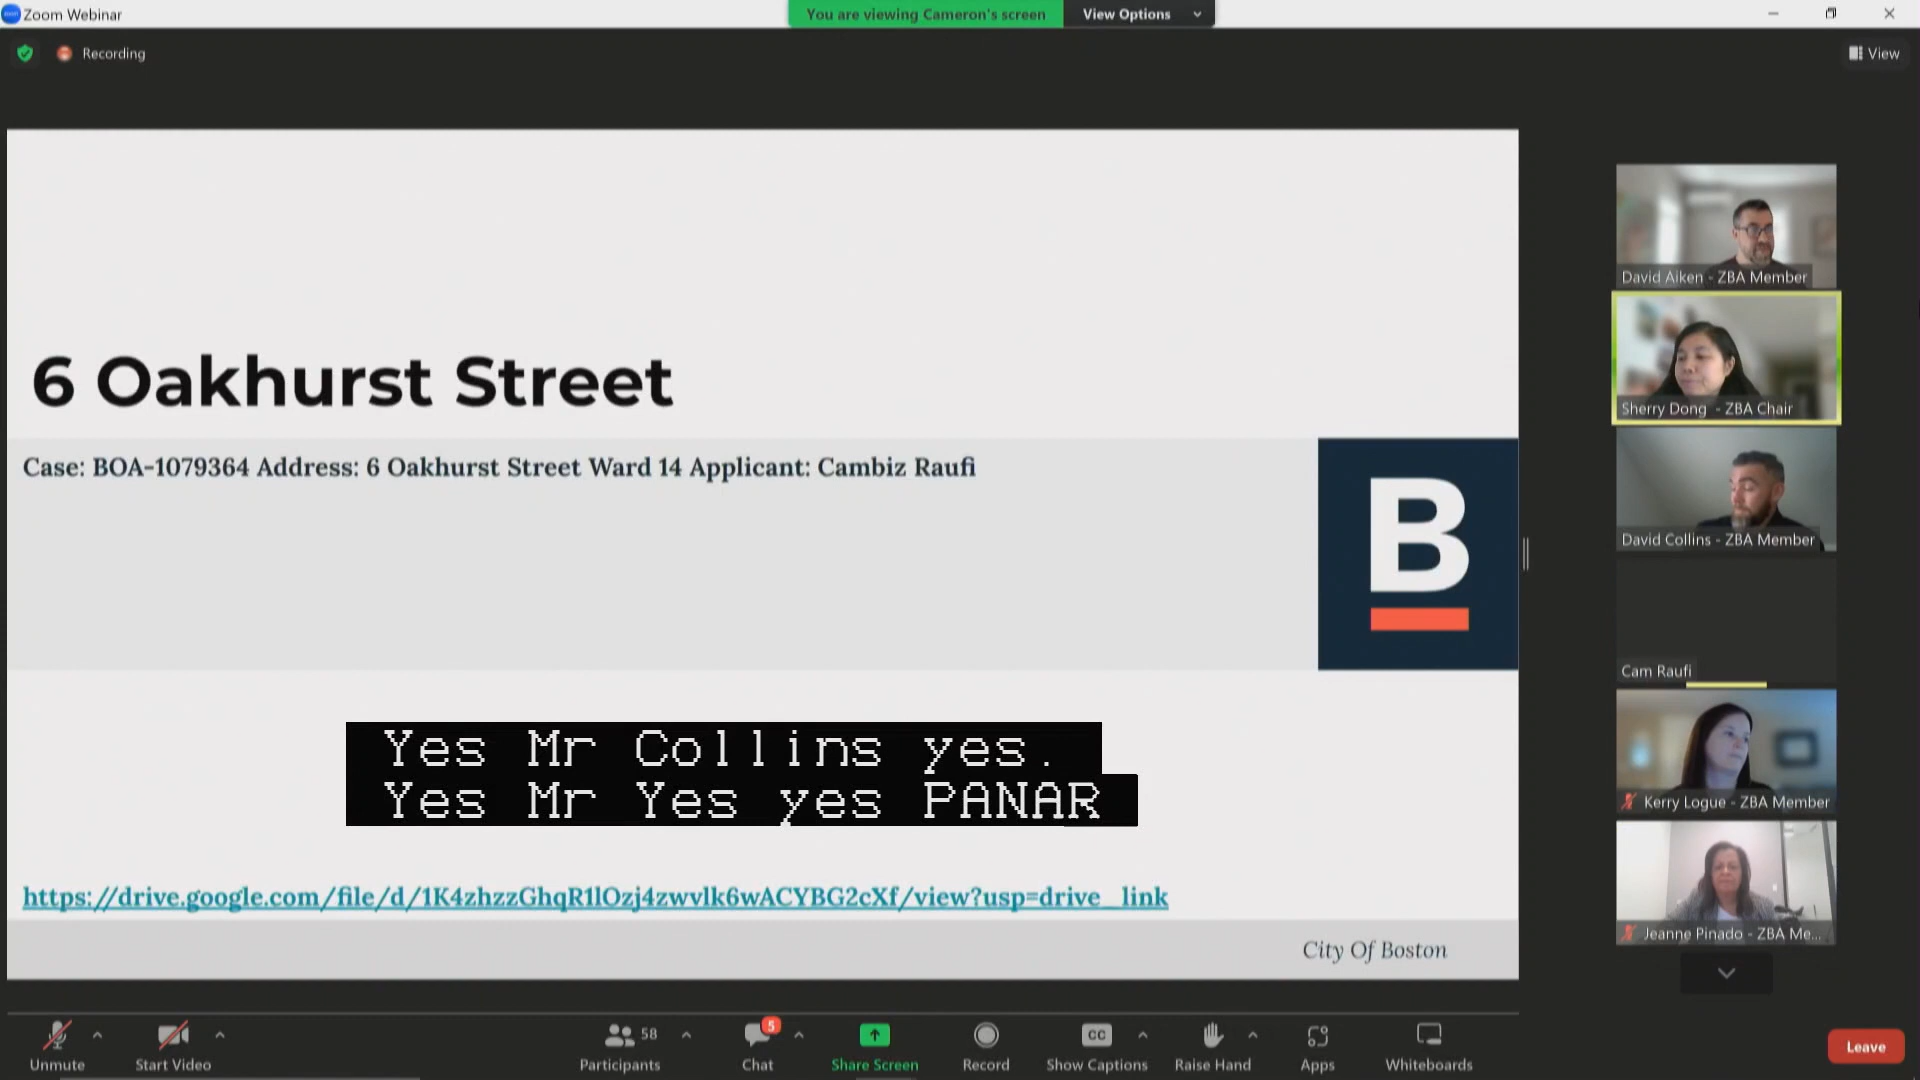 Zoom Webinar
You are viewing Cameron's screen
View Options
Recording
View
6 Oakhurst Street
Case: BOA-1079364 Address: 6 Oakhurst Street Ward 14 Applicant: Cambiz Raufi
B
Yes Mr Collins yes.
Yes Mr Yes yes PANAR
https://drive.google.com/file/d/1K4zhzzGhqR1lOzj4zwvlk6wACYBG2cXf/view?usp=drive_link
City Of Boston
David Aiken - ZBA Member
Sherry Dong - ZBA Chair
David Collins - ZBA Member
Cam Raufi
Kerry Logue - ZBA Member
Jeanne Pinado - ZBA Me...
Unmute
Start Video
58
Participants
5
Chat
Share Screen
Record
CC
Show Captions
Raise Hand
Apps
Whiteboards
Leave